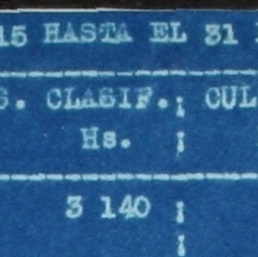 15 HASTA EL 31
S. CLASIF.¦ CUL
Hs. ¦
3 140 ¦